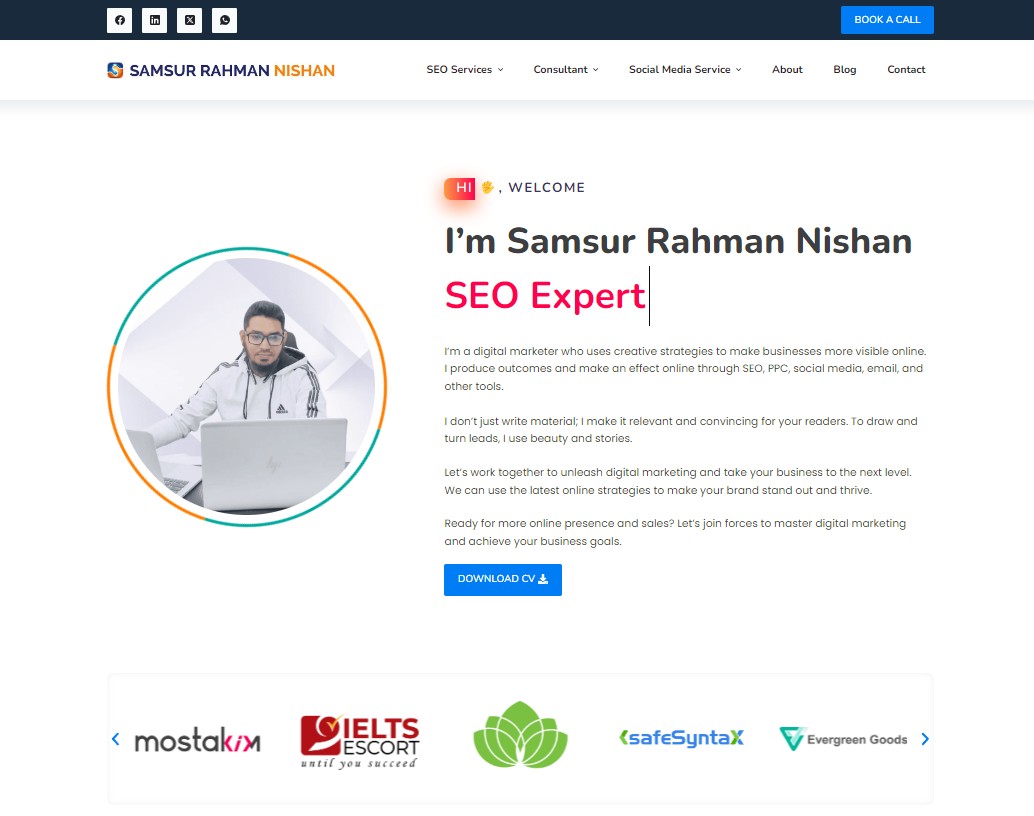 BOOK A CALL
SAMSUR RAHMAN NISHAN
SEO Services
Consultant
Social Media Service
About
Blog
Contact
HI 🖐, WELCOME
I’m Samsur Rahman Nishan
SEO Expert
I’m a digital marketer who uses creative strategies to make businesses more visible online.
I produce outcomes and make an effect online through SEO, PPC, social media, email, and
other tools.
I don’t just write material; I make it relevant and convincing for your readers. To draw and
turn leads, I use beauty and stories.
Let’s work together to unleash digital marketing and take your business to the next level.
We can use the latest online strategies to make your brand stand out and thrive.
Ready for more online presence and sales? Let’s join forces to master digital marketing
and achieve your business goals.
DOWNLOAD CV
mostakim
IELTS
ESCORT
until you succeed
safeSyntaX
Evergreen Goods